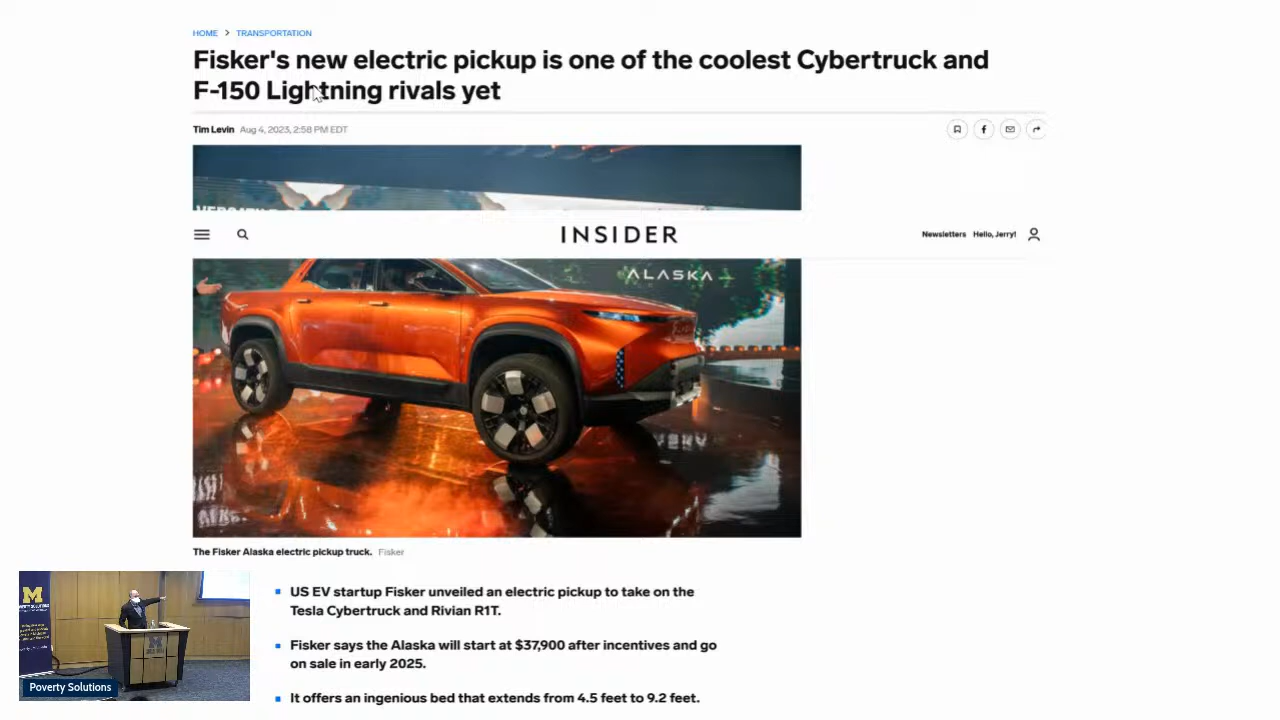 HOME > TRANSPORTATION
Fisker's new electric pickup is one of the coolest Cybertruck and
F-150 Lightning rivals yet
Tim Levin Aug 4, 2023, 2:58 PM EDT
INSIDER
Newsletters Hello, Jerry!
ALASKA
The Fisker Alaska electric pickup truck. Fisker
US EV startup Fisker unveiled an electric pickup to take on the
Tesla Cybertruck and Rivian R1T.
Fisker says the Alaska will start at $37,900 after incentives and go
on sale in early 2025.
It offers an ingenious bed that extends from 4.5 feet to 9.2 feet.
M
POVERTY SOLUTIONS
Poverty Solutions